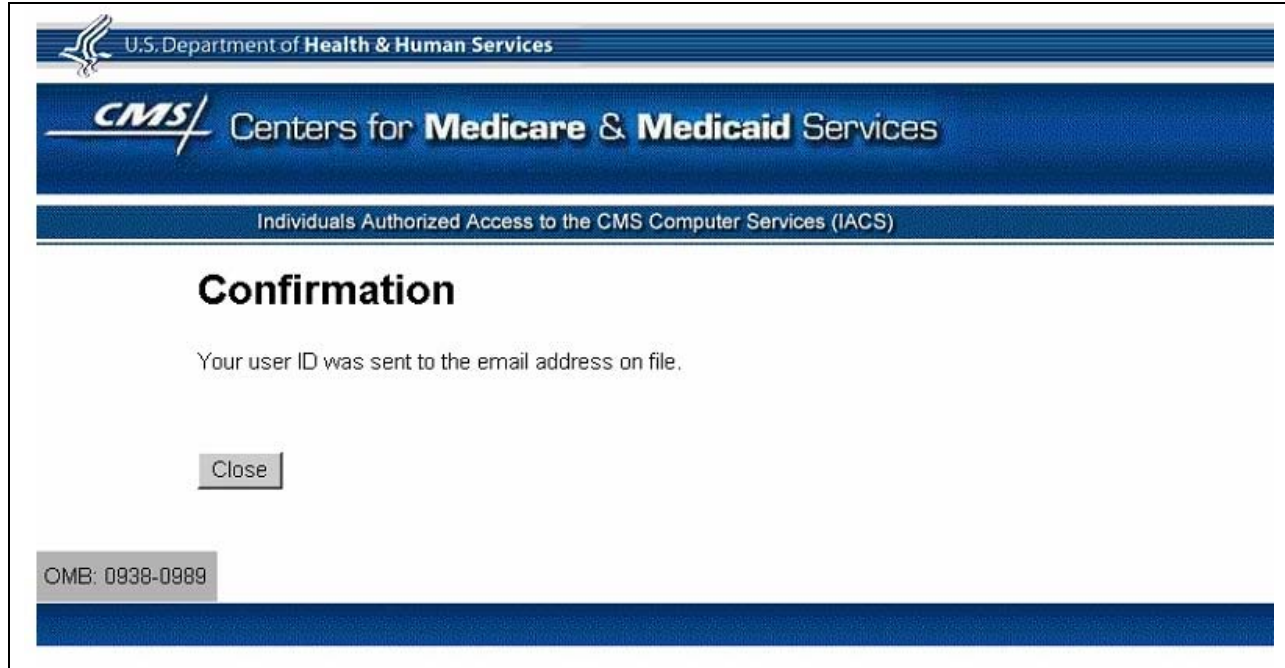 U.S. Department of Health & Human Services
CMS Centers for Medicare & Medicaid Services
Individuals Authorized Access to the CMS Computer Services (IACS)
Confirmation
Your user ID was sent to the email address on file.
Close
OMB: 0938-0989